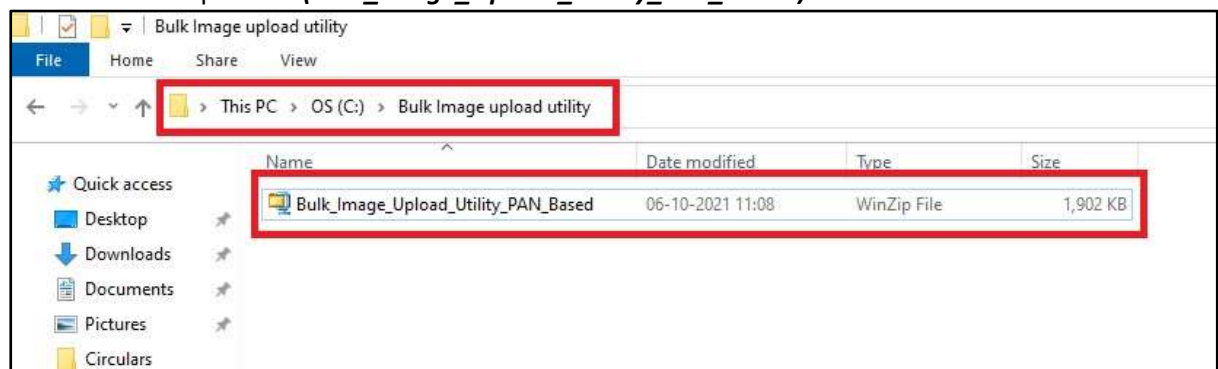 Bulk Image upload utility
File Home Share View
This PC > OS (C:) > Bulk Image upload utility
Name Date modified Type Size
Quick access
Bulk_Image_Upload_Utility_PAN_Based 06-10-2021 11:08 WinZip File 1,902 KB
Desktop
Downloads
Documents
Pictures
Circulars